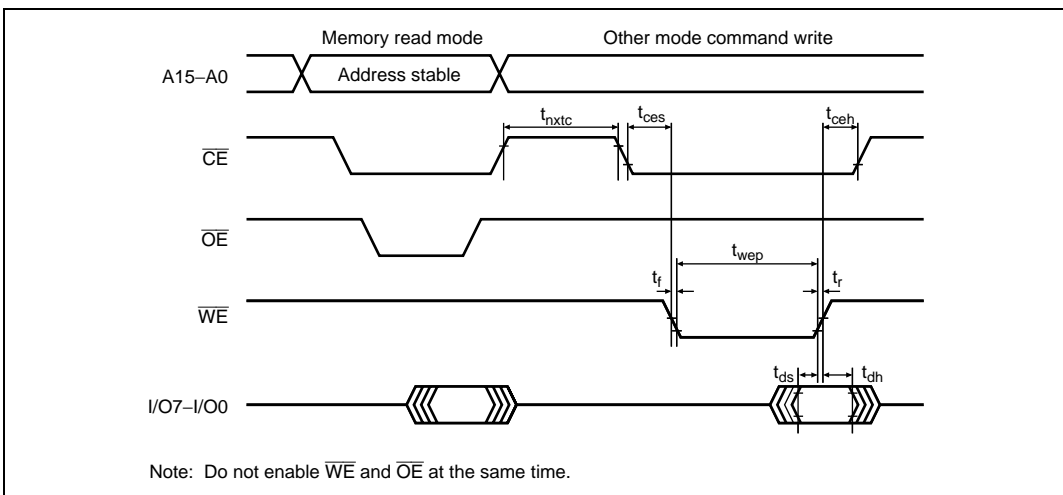 Memory read mode Other mode command write
A15–A0 Address stable
tnxtc tces tceh
CE
OE
twep
tf tr
WE
tds tdh
I/O7–I/O0
Note: Do not enable WE and OE at the same time.